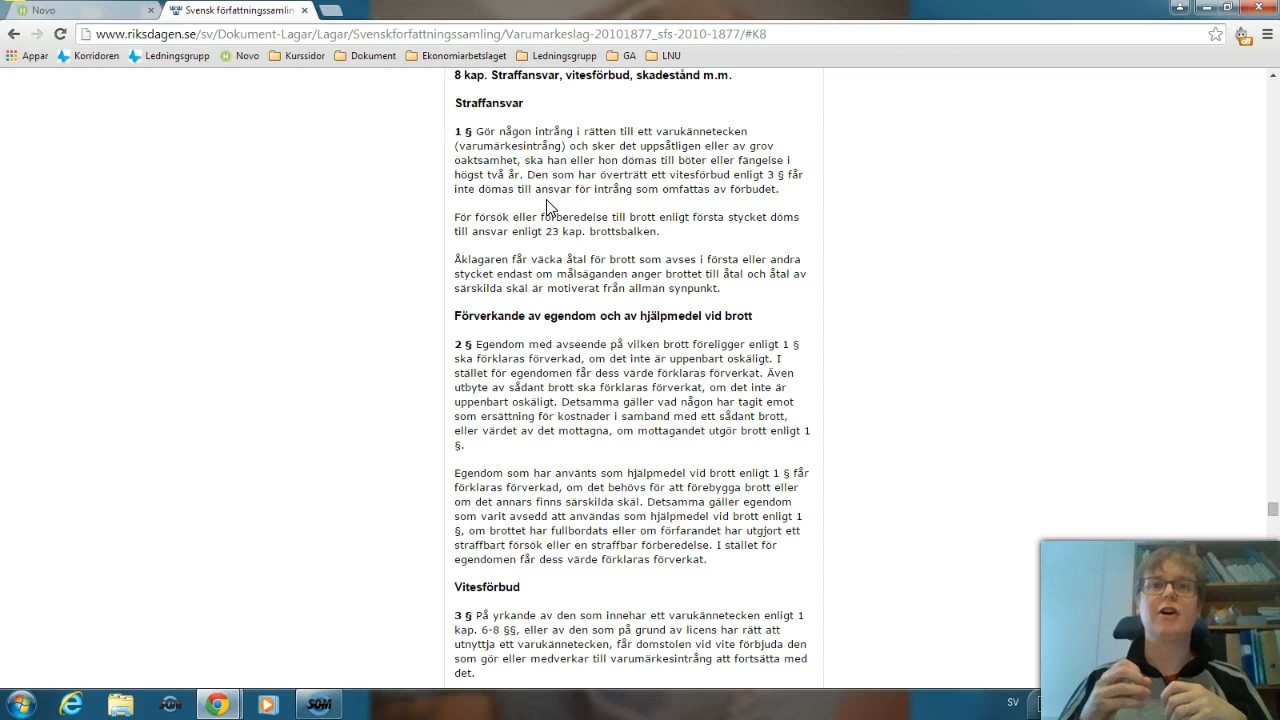 Novo
Svensk författningssamlin
www.riksdagen.se/sv/Dokument-Lagar/Lagar/Svenskforfattningssamling/Varumarkeslag-20101877_sfs-2010-1877/#K8
Appar Korridoren Ledningsgrupp Novo Kurssidor Dokument Ekonomiarbetslaget Ledningsgrupp GA LNU
8 kap. Straffansvar, vitesförbud, skadestånd m.m.
Straffansvar
1 § Gör någon intrång i rätten till ett varukännetecken
(varumärkesintrång) och sker det uppsåtligen eller av grov
oaktsamhet, ska han eller hon dömas till böter eller fängelse i
högst två år. Den som har överträtt ett vitesförbud enligt 3 § får
inte dömas till ansvar för intrång som omfattas av förbudet.
För försök eller förberedelse till brott enligt första stycket döms
till ansvar enligt 23 kap. brottsbalken.
Åklagaren får väcka åtal för brott som avses i första eller andra
stycket endast om målsäganden anger brottet till åtal och åtal av
särskilda skäl är motiverat från allmän synpunkt.
Förverkande av egendom och av hjälpmedel vid brott
2 § Egendom med avseende på vilken brott föreligger enligt 1 §
ska förklaras förverkad, om det inte är uppenbart oskäligt. I
stället för egendomen får dess värde förklaras förverkat. Även
utbyte av sådant brott ska förklaras förverkat, om det inte är
uppenbart oskäligt. Detsamma gäller vad någon har tagit emot
som ersättning för kostnader i samband med ett sådant brott,
eller värdet av det mottagna, om mottagandet utgör brott enligt 1
§.
Egendom som har använts som hjälpmedel vid brott enligt 1 § får
förklaras förverkad, om det behövs för att förebygga brott eller
om det annars finns särskilda skäl. Detsamma gäller egendom
som varit avsedd att användas som hjälpmedel vid brott enligt 1
§, om brottet har fullbordats eller om förfarandet har utgjort ett
straffbart försök eller en straffbar förberedelse. I stället för
egendomen får dess värde förklaras förverkat.
Vitesförbud
3 § På yrkande av den som innehar ett varukännetecken enligt 1
kap. 6-8 §§, eller av den som på grund av licens har rätt att
utnyttja ett varukännetecken, får domstolen vid vite förbjuda den
som gör eller medverkar till varumärkesintrång att fortsätta med
det.
SOM SOM SV